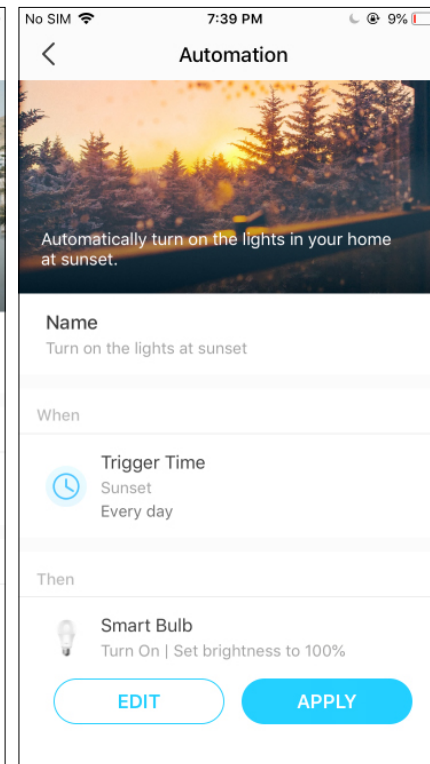 No SIM 7:39 PM 9%
Automation
Automatically turn on the lights in your home
at sunset.
Name
Turn on the lights at sunset
When
Trigger Time
Sunset
Every day
Then
Smart Bulb
Turn On | Set brightness to 100%
EDIT APPLY